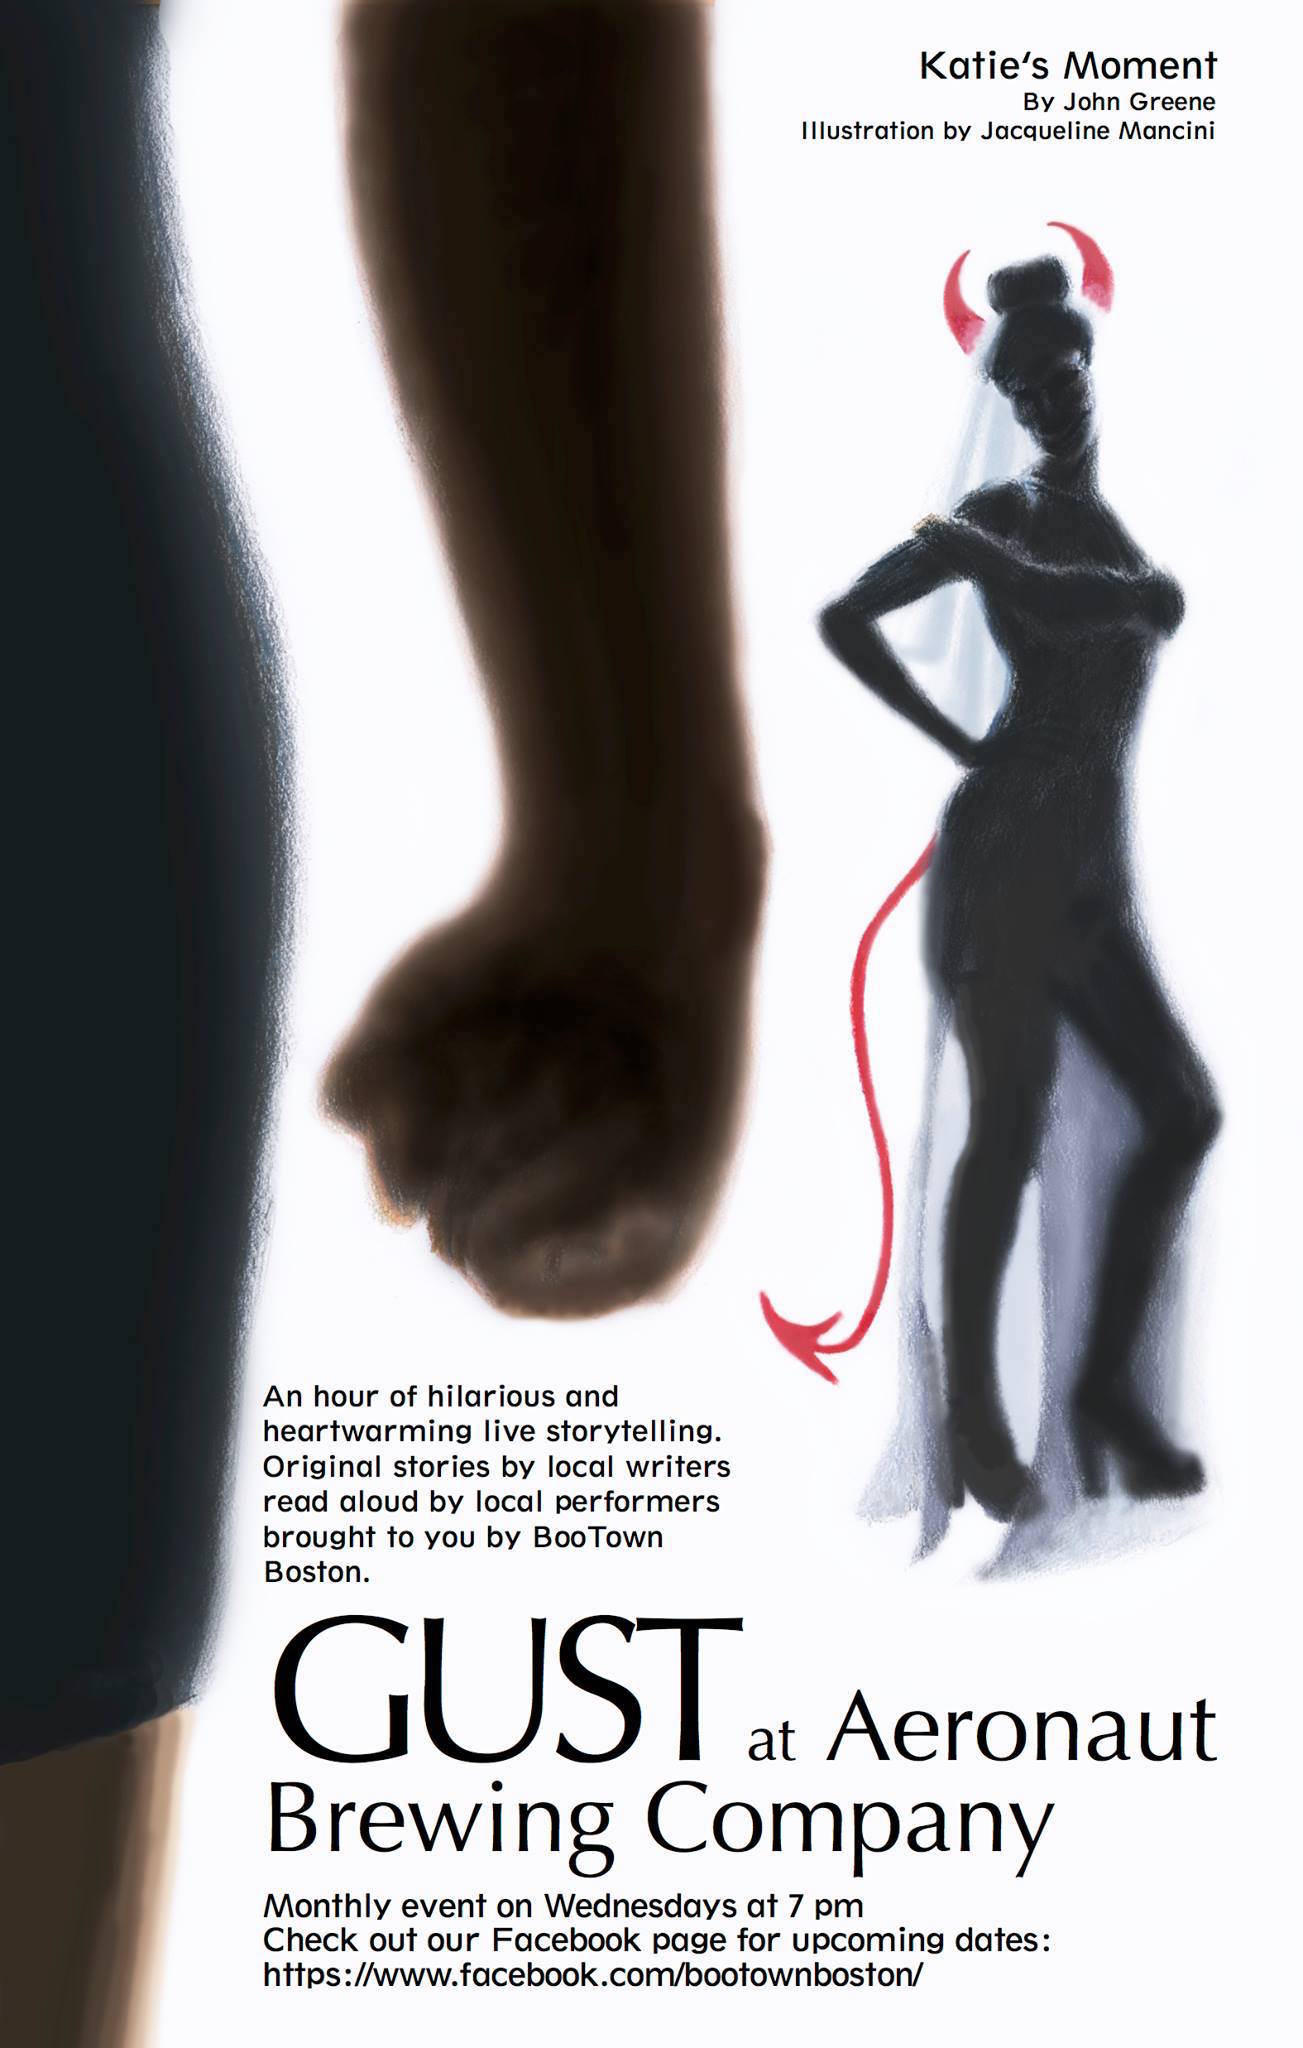 Katie's Moment
By John Greene
Illustration by Jacqueline Mancini
An hour of hilarious and
heartwarming live storytelling.
Original stories by local writers
read aloud by local performers
brought to you by BooTown
Boston.
GUST at Aeronaut
Brewing Company
Monthly event on Wednesdays at 7 pm
Check out our Facebook page for upcoming dates:
https://www.facebook.com/bootownboston/